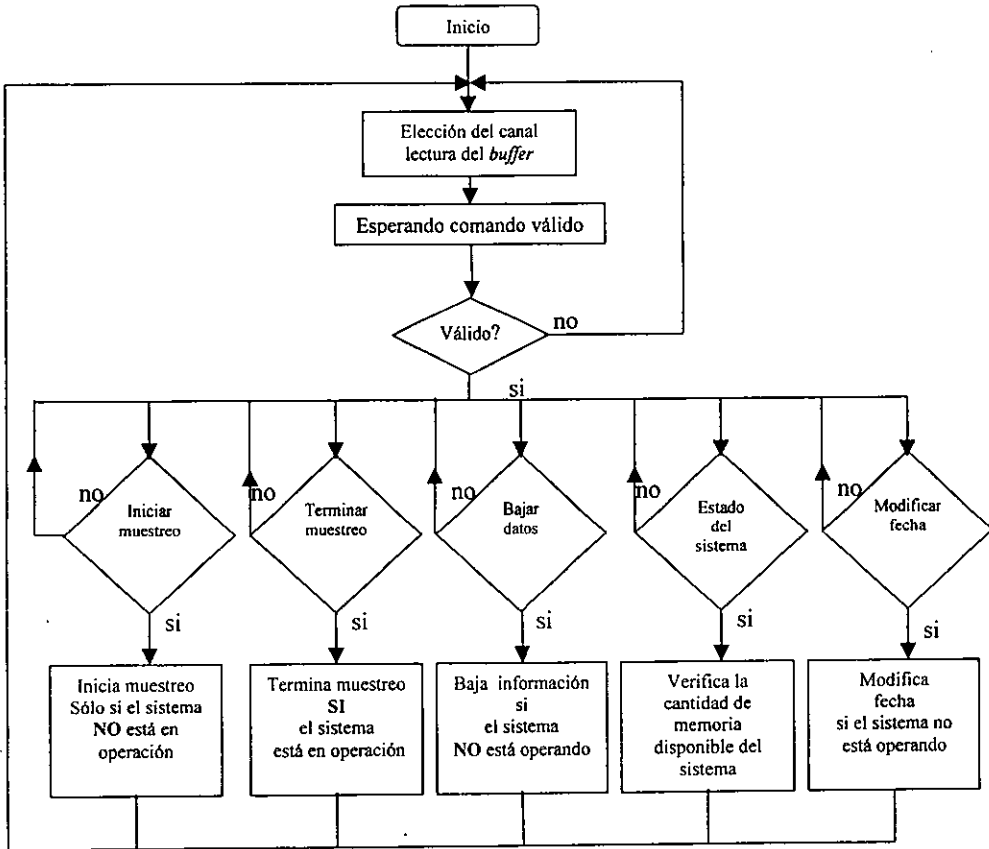 Inicio
Elección del canal
lectura del buffer
Esperando comando válido
Válido?
no
si
no
Iniciar
muestreo
si
no
Terminar
muestreo
si
no
Bajar
datos
si
no
Estado
del
sistema
si
no
Modificar
fecha
si
Inicia muestreo
Sólo si el sistema
NO está en
operación
Termina muestreo
SI
el sistema
está en operación
Baja información
si
el sistema
NO está operando
Verifica la
cantidad de
memoria
disponible del
sistema
Modifica
fecha
si el sistema no
está operando